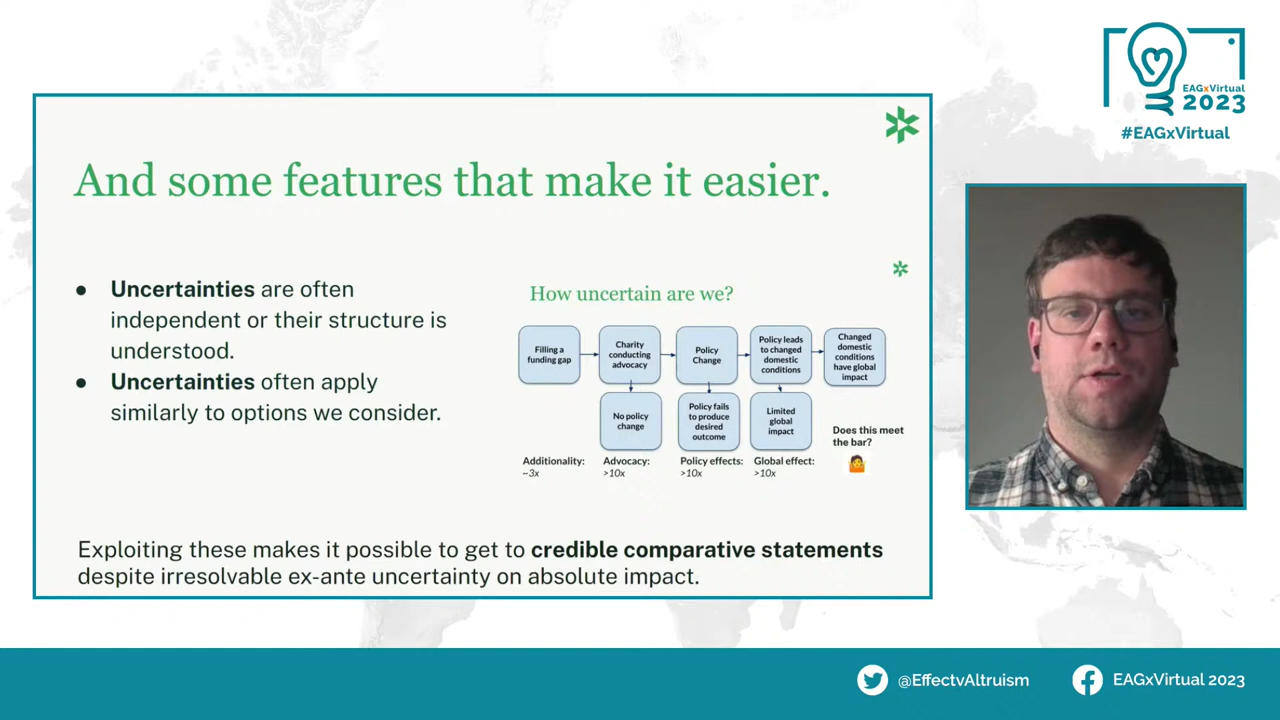 EAGxVirtual
2023
#EAGxVirtual
And some features that make it easier.
● Uncertainties are often
independent or their structure is
understood.
● Uncertainties often apply
similarly to options we consider.
How uncertain are we?
Filling a
funding gap
Charity
conducting
advocacy
Policy
Change
Policy leads
to changed
domestic
conditions
Changed
domestic
conditions
have global
impact
No policy
change
Policy fails
to produce
desired
outcome
Limited
global
impact
Does this meet
the bar?
Additionality:
~3x
Advocacy:
>10x
Policy effects:
>10x
Global effect:
>10x
Exploiting these makes it possible to get to credible comparative statements
despite irresolvable ex-ante uncertainty on absolute impact.
@EffectvAltruism
EAGxVirtual 2023